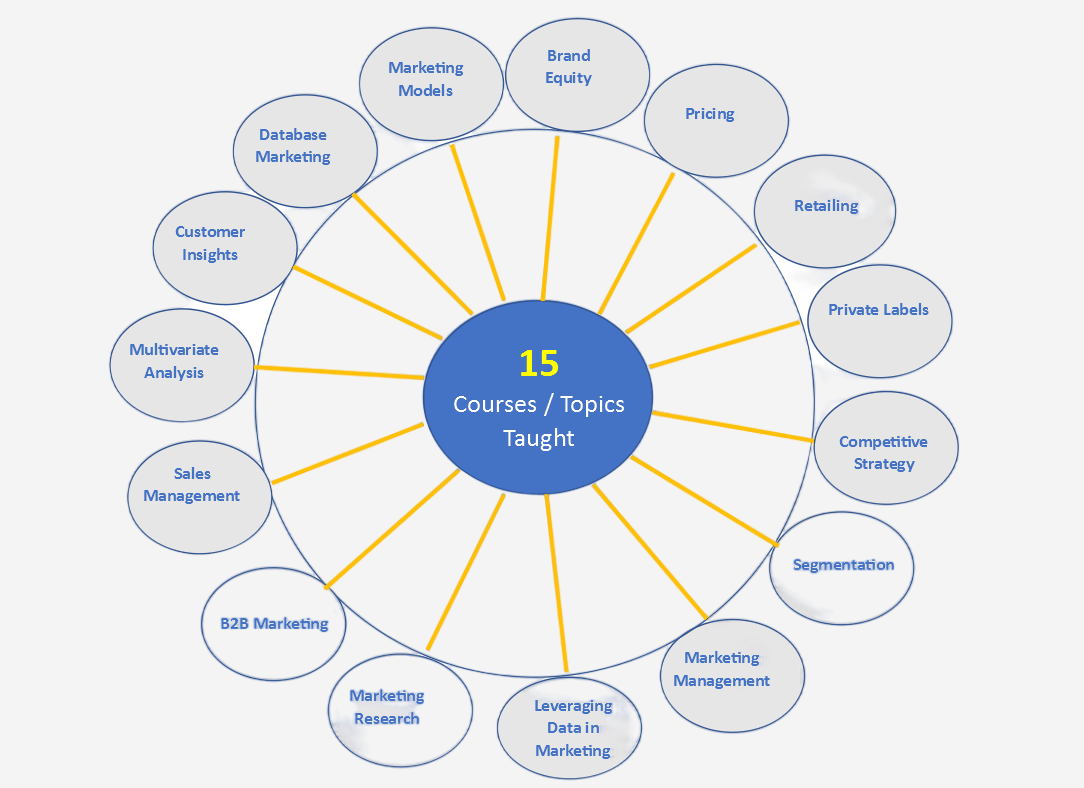 15
Courses / Topics
Taught
Brand
Equity
Pricing
Retailing
Private Labels
Competitive
Strategy
Segmentation
Marketing
Management
Leveraging
Data in
Marketing
Marketing
Research
B2B Marketing
Sales
Management
Multivariate
Analysis
Customer
Insights
Database
Marketing
Marketing
Models